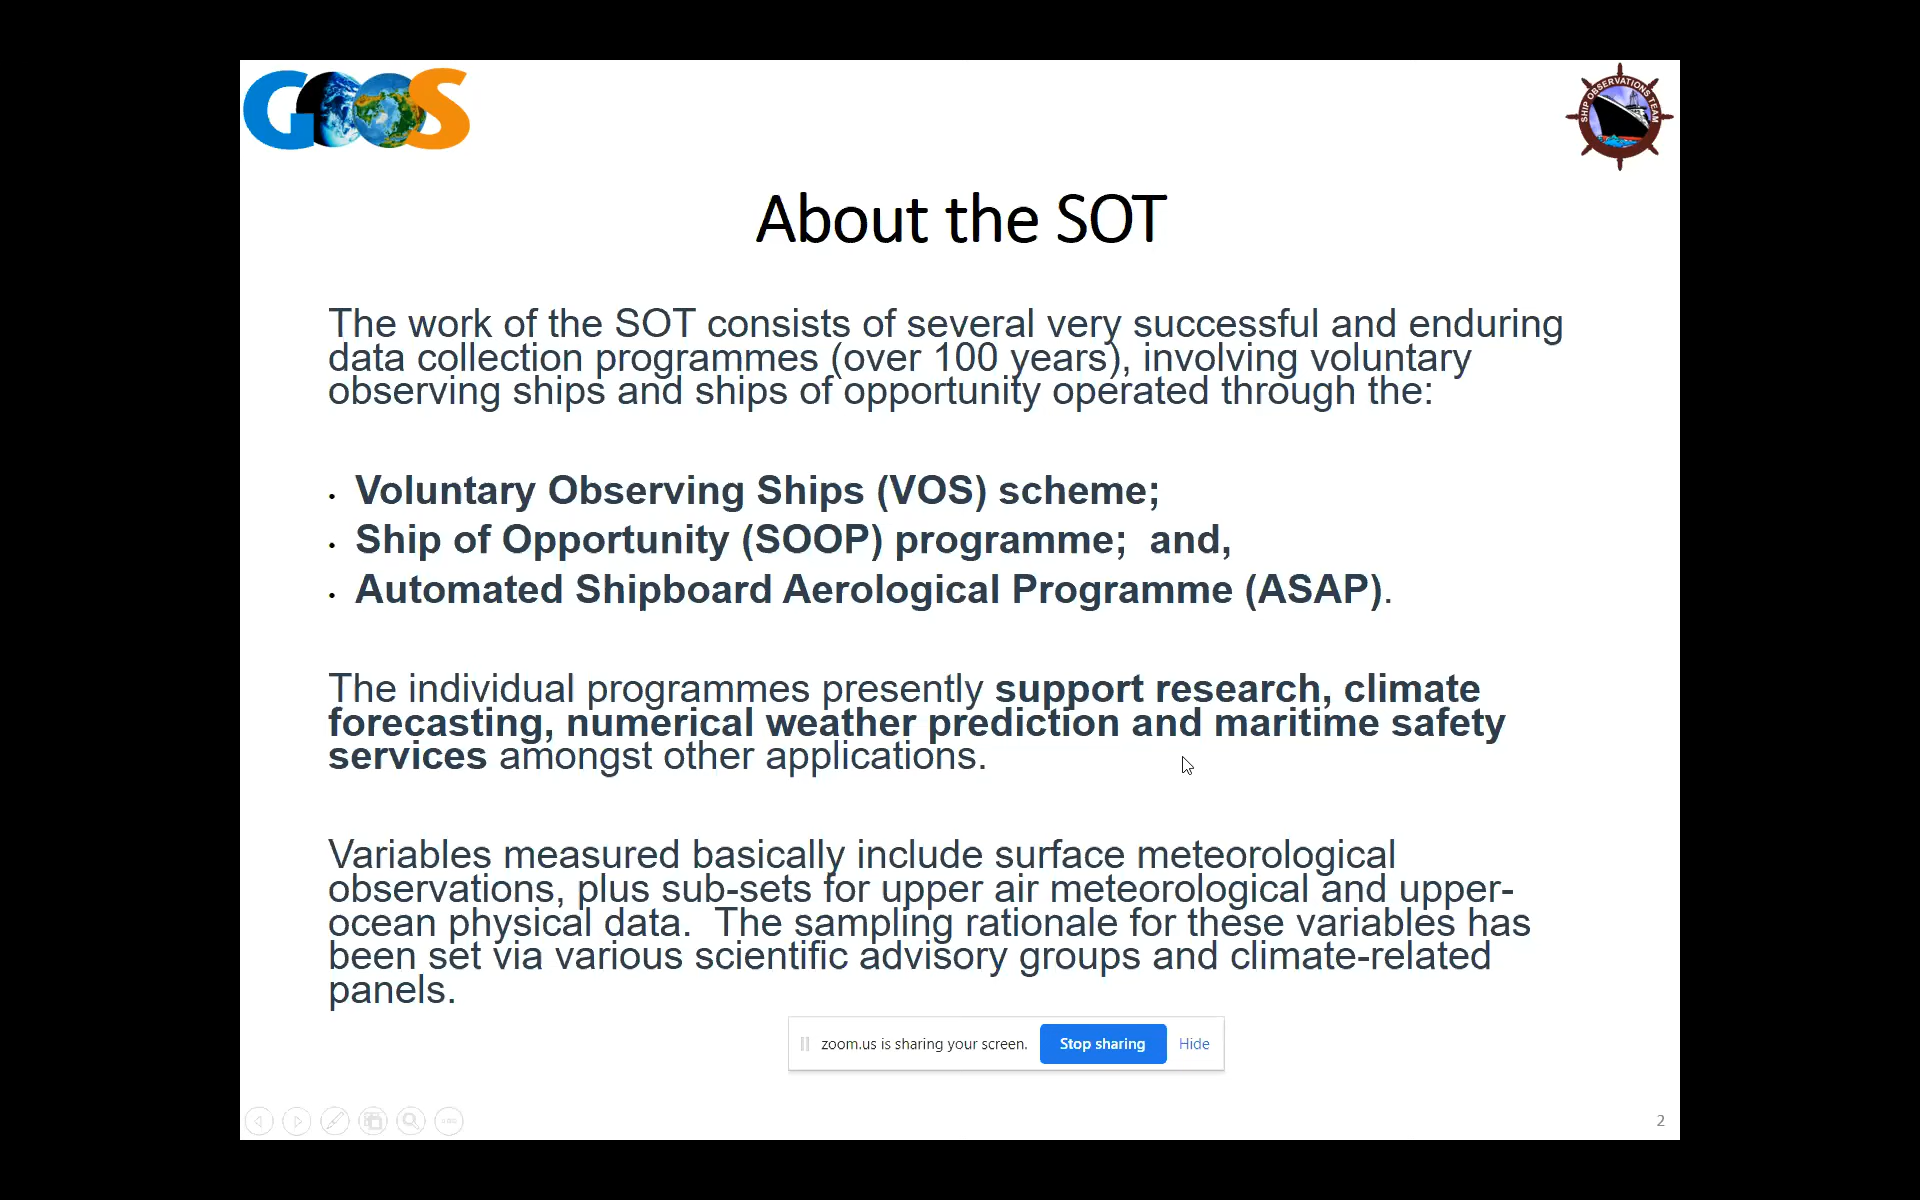 GOOS
SHIP OBSERVATIONS TEAM
About the SOT
The work of the SOT consists of several very successful and enduring
data collection programmes (over 100 years), involving voluntary
observing ships and ships of opportunity operated through the:
• Voluntary Observing Ships (VOS) scheme;
• Ship of Opportunity (SOOP) programme;  and,
• Automated Shipboard Aerological Programme (ASAP).
The individual programmes presently support research, climate
forecasting, numerical weather prediction and maritime safety
services amongst other applications.
Variables measured basically include surface meteorological
observations, plus sub-sets for upper air meteorological and upper-
ocean physical data.  The sampling rationale for these variables has
been set via various scientific advisory groups and climate-related
panels.
zoom.us is sharing your screen. Stop sharing Hide
2